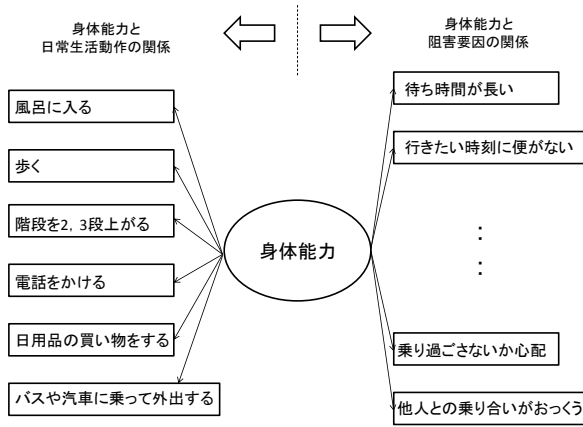 身体能力と
日常生活動作の関係
身体能力と
阻害要因の関係
風呂に入る
歩く
階段を2，3段上がる
電話をかける
日用品の買い物をする
バスや汽車に乗って外出する
身体能力
待ち時間が長い
行きたい時刻に便がない
：
：
乗り過ごさないか心配
他人との乗り合いがおっくう